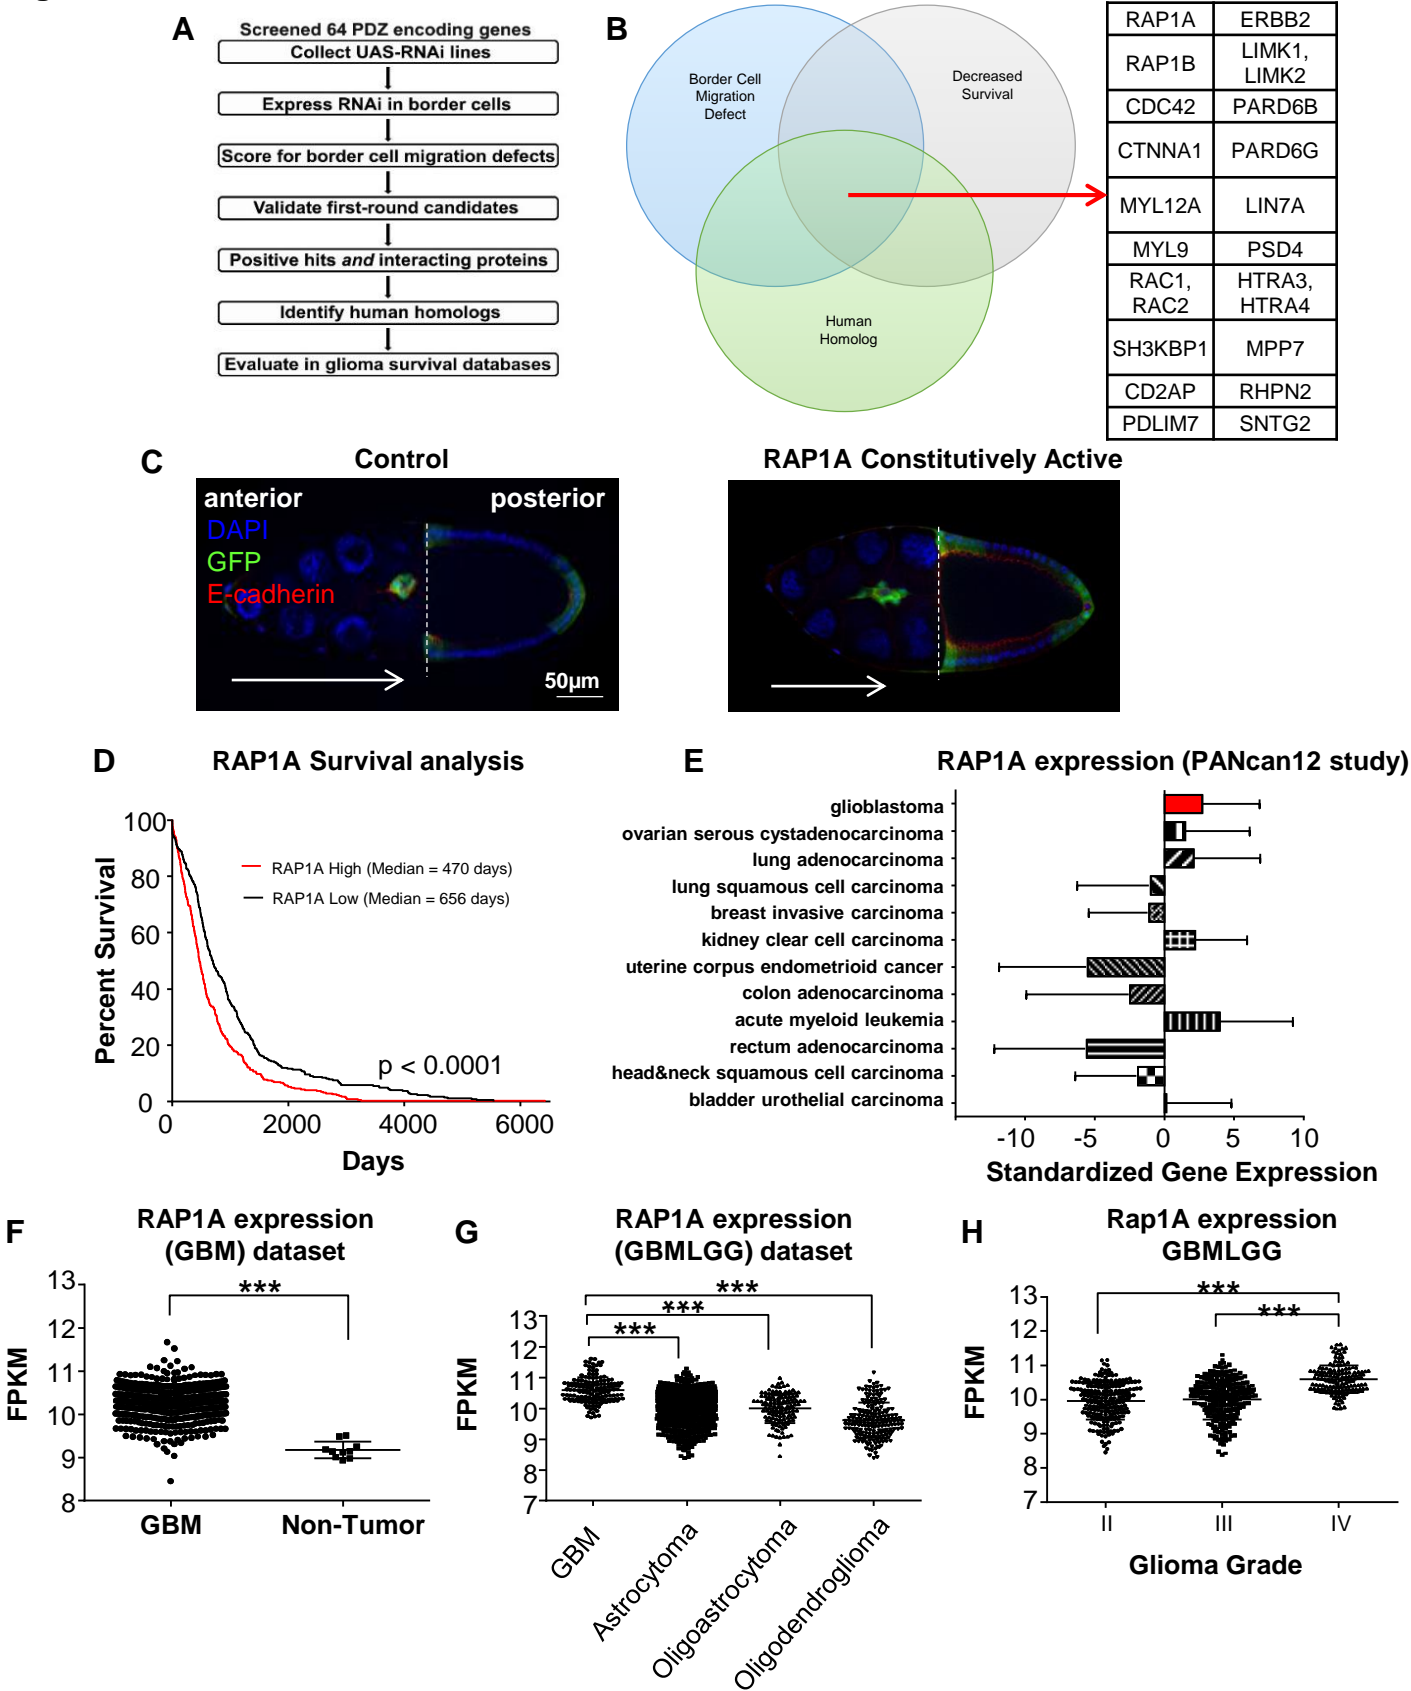 A
Screened 64 PDZ encoding genes
Collect UAS-RNAi lines
Express RNAi in border cells
Score for border cell migration defects
Validate first-round candidates
Positive hits and interacting proteins
Identify human homologs
Evaluate in glioma survival databases
B
Border Cell
Migration
Defect
Decreased
Survival
Human
Homolog
RAP1A ERBB2
RAP1B LIMK1,
LIMK2
CDC42 PARD6B
CTNNA1 PARD6G
MYL12A LIN7A
MYL9 PSD4
RAC1, HTRA3,
RAC2 HTRA4
SH3KBP1 MPP7
CD2AP RHPN2
PDLIM7 SNTG2
C
Control
anterior posterior
DAPI
GFP
E-cadherin
50µm
RAP1A Constitutively Active
D
RAP1A Survival analysis
Percent Survival
100
80
60
40
20
0
RAP1A High (Median = 470 days)
RAP1A Low (Median = 656 days)
p < 0.0001
0 2000 4000 6000
Days
E
RAP1A expression (PANcan12 study)
glioblastoma
ovarian serous cystadenocarcinoma
lung adenocarcinoma
lung squamous cell carcinoma
breast invasive carcinoma
kidney clear cell carcinoma
uterine corpus endometrioid cancer
colon adenocarcinoma
acute myeloid leukemia
rectum adenocarcinoma
head&neck squamous cell carcinoma
bladder urothelial carcinoma
-10 -5 0 5 10
Standardized Gene Expression
F
RAP1A expression
(GBM) dataset
FPKM
13
12
11
10
9
8
***
GBM Non-Tumor
G
RAP1A expression
(GBMLGG) dataset
FPKM
13
12
11
10
9
8
7
***
***
***
GBM
Astrocytoma
Oligoastrocytoma
Oligodendroglioma
H
Rap1A expression
GBMLGG
FPKM
13
12
11
10
9
8
7
***
***
II III IV
Glioma Grade